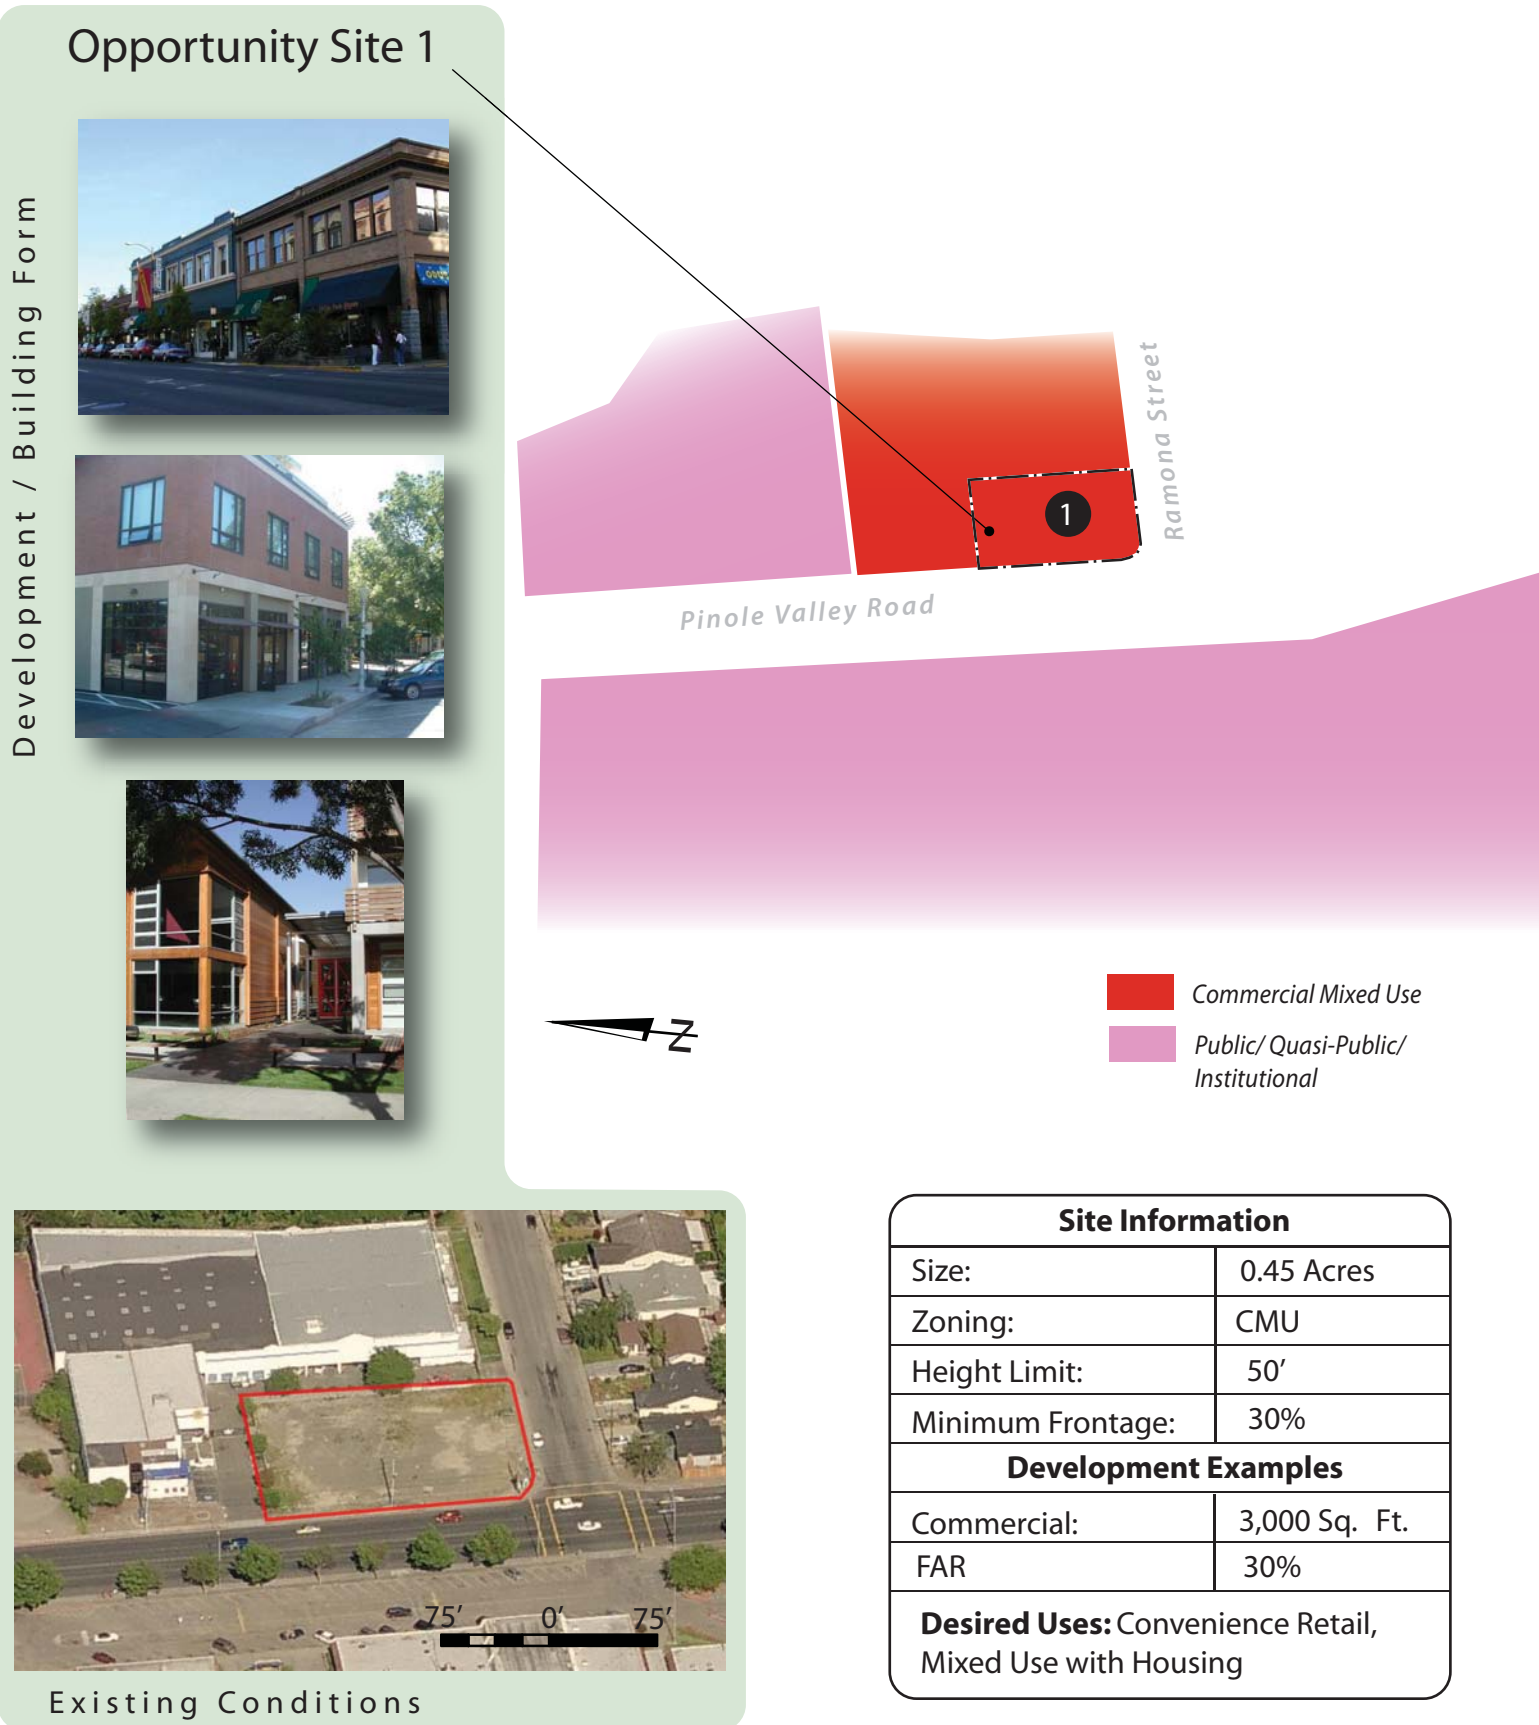 Opportunity Site 1
Development / Building Form
Ramona Street
1
Pinole Valley Road
Commercial Mixed Use
Public/ Quasi-Public/
Institutional
Z
75’ 0’ 75’
Existing Conditions
Site Information
Size: 0.45 Acres
Zoning: CMU
Height Limit: 50’
Minimum Frontage: 30%
Development Examples
Commercial: 3,000 Sq. Ft.
FAR 30%
Desired Uses: Convenience Retail,
Mixed Use with Housing